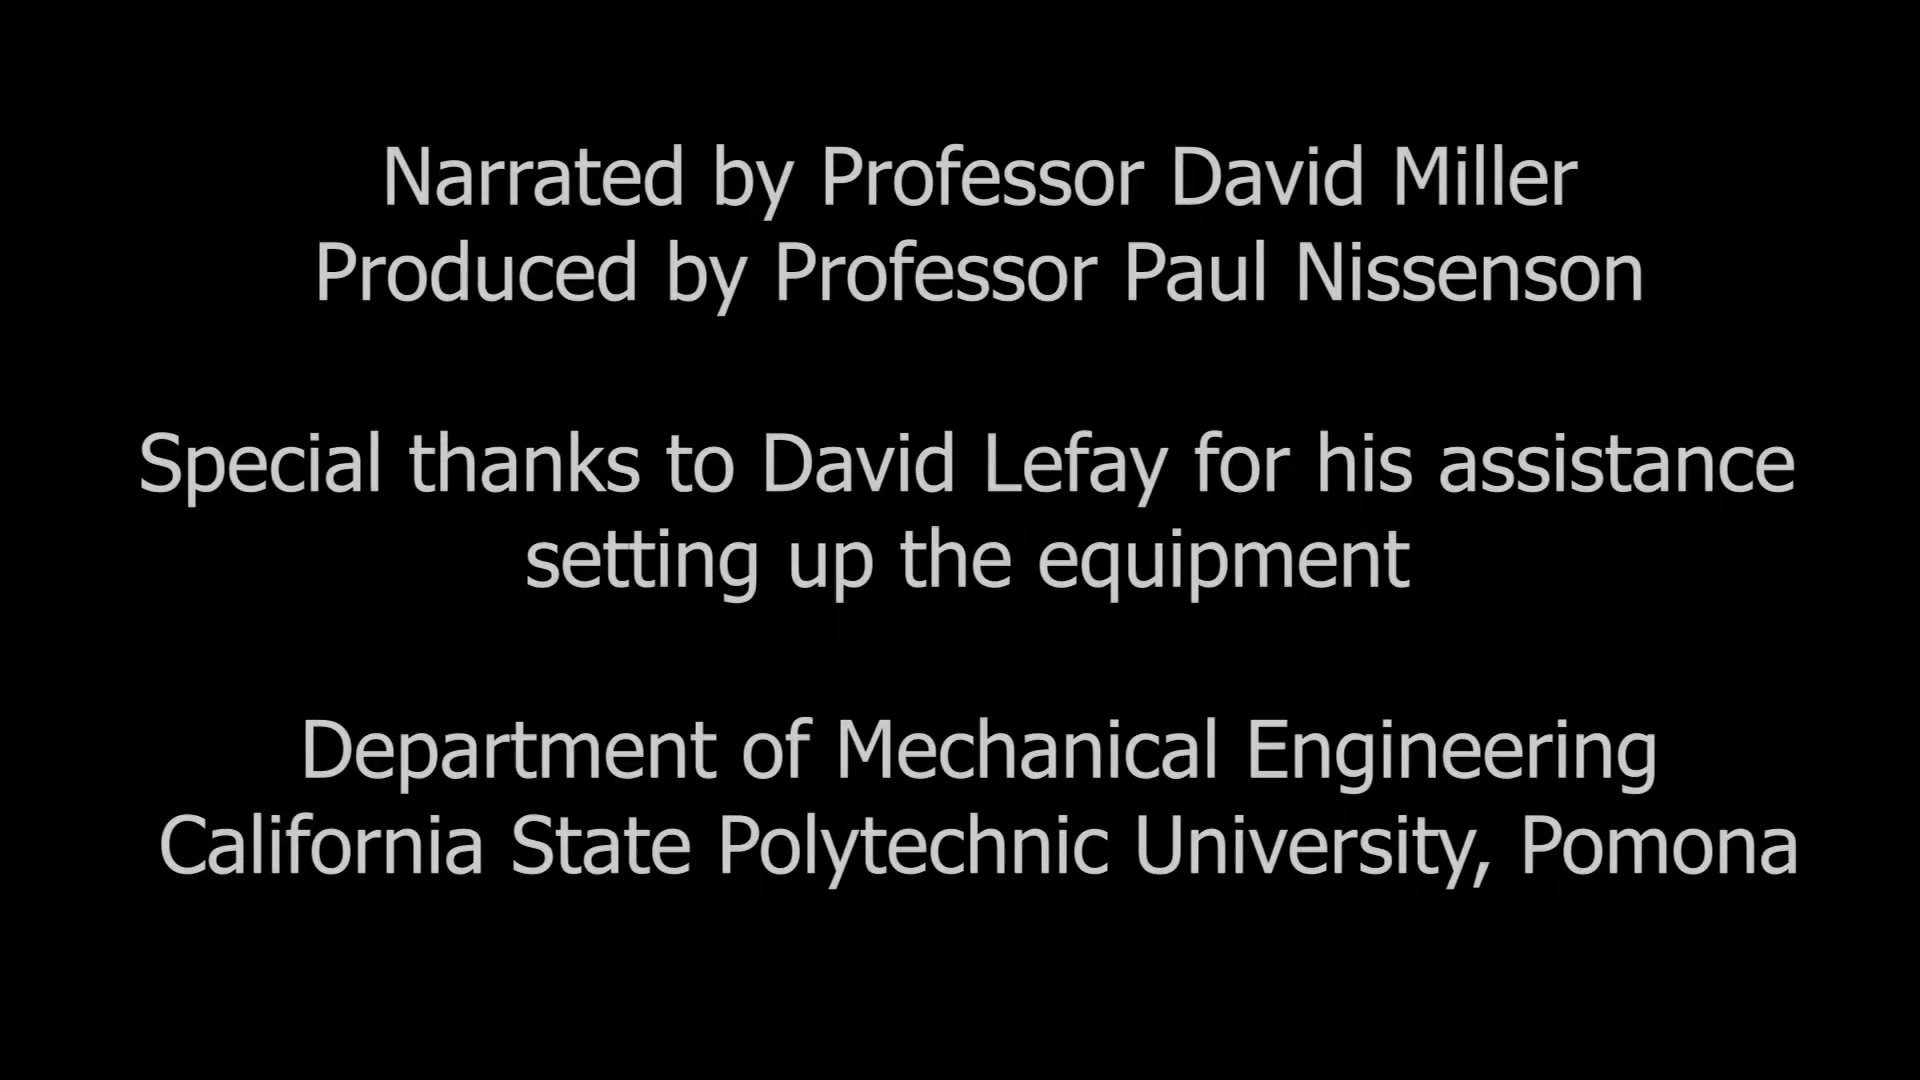 Narrated by Professor David Miller
Produced by Professor Paul Nissenson
Special thanks to David Lefay for his assistance
setting up the equipment
Department of Mechanical Engineering
California State Polytechnic University, Pomona